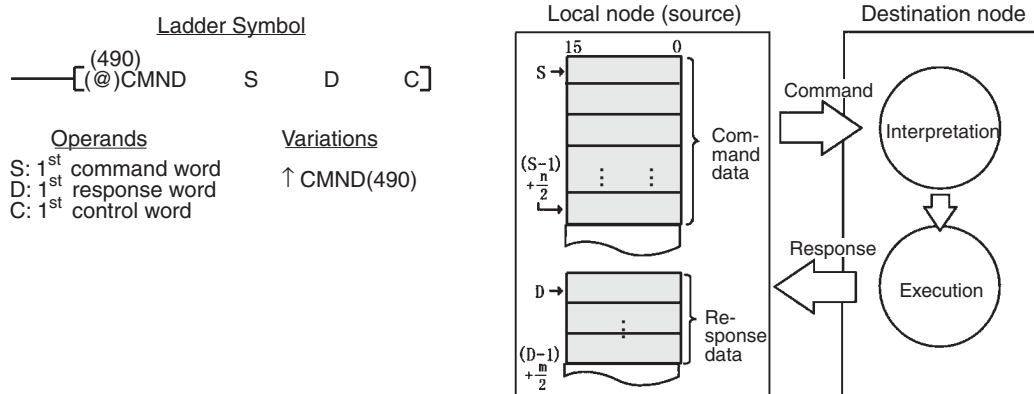 Ladder Symbol
(490)
[(@)CMND S D C]
Operands
S: 1st command word
D: 1st response word
C: 1st control word
Variations
↑ CMND(490)
Local node (source)
15 0
S→
(S-1)
+n/2
Com-
mand
data
D→
(D-1)
+m/2
Re-
sponse
data
Destination node
Command
Interpretation
Response
Execution